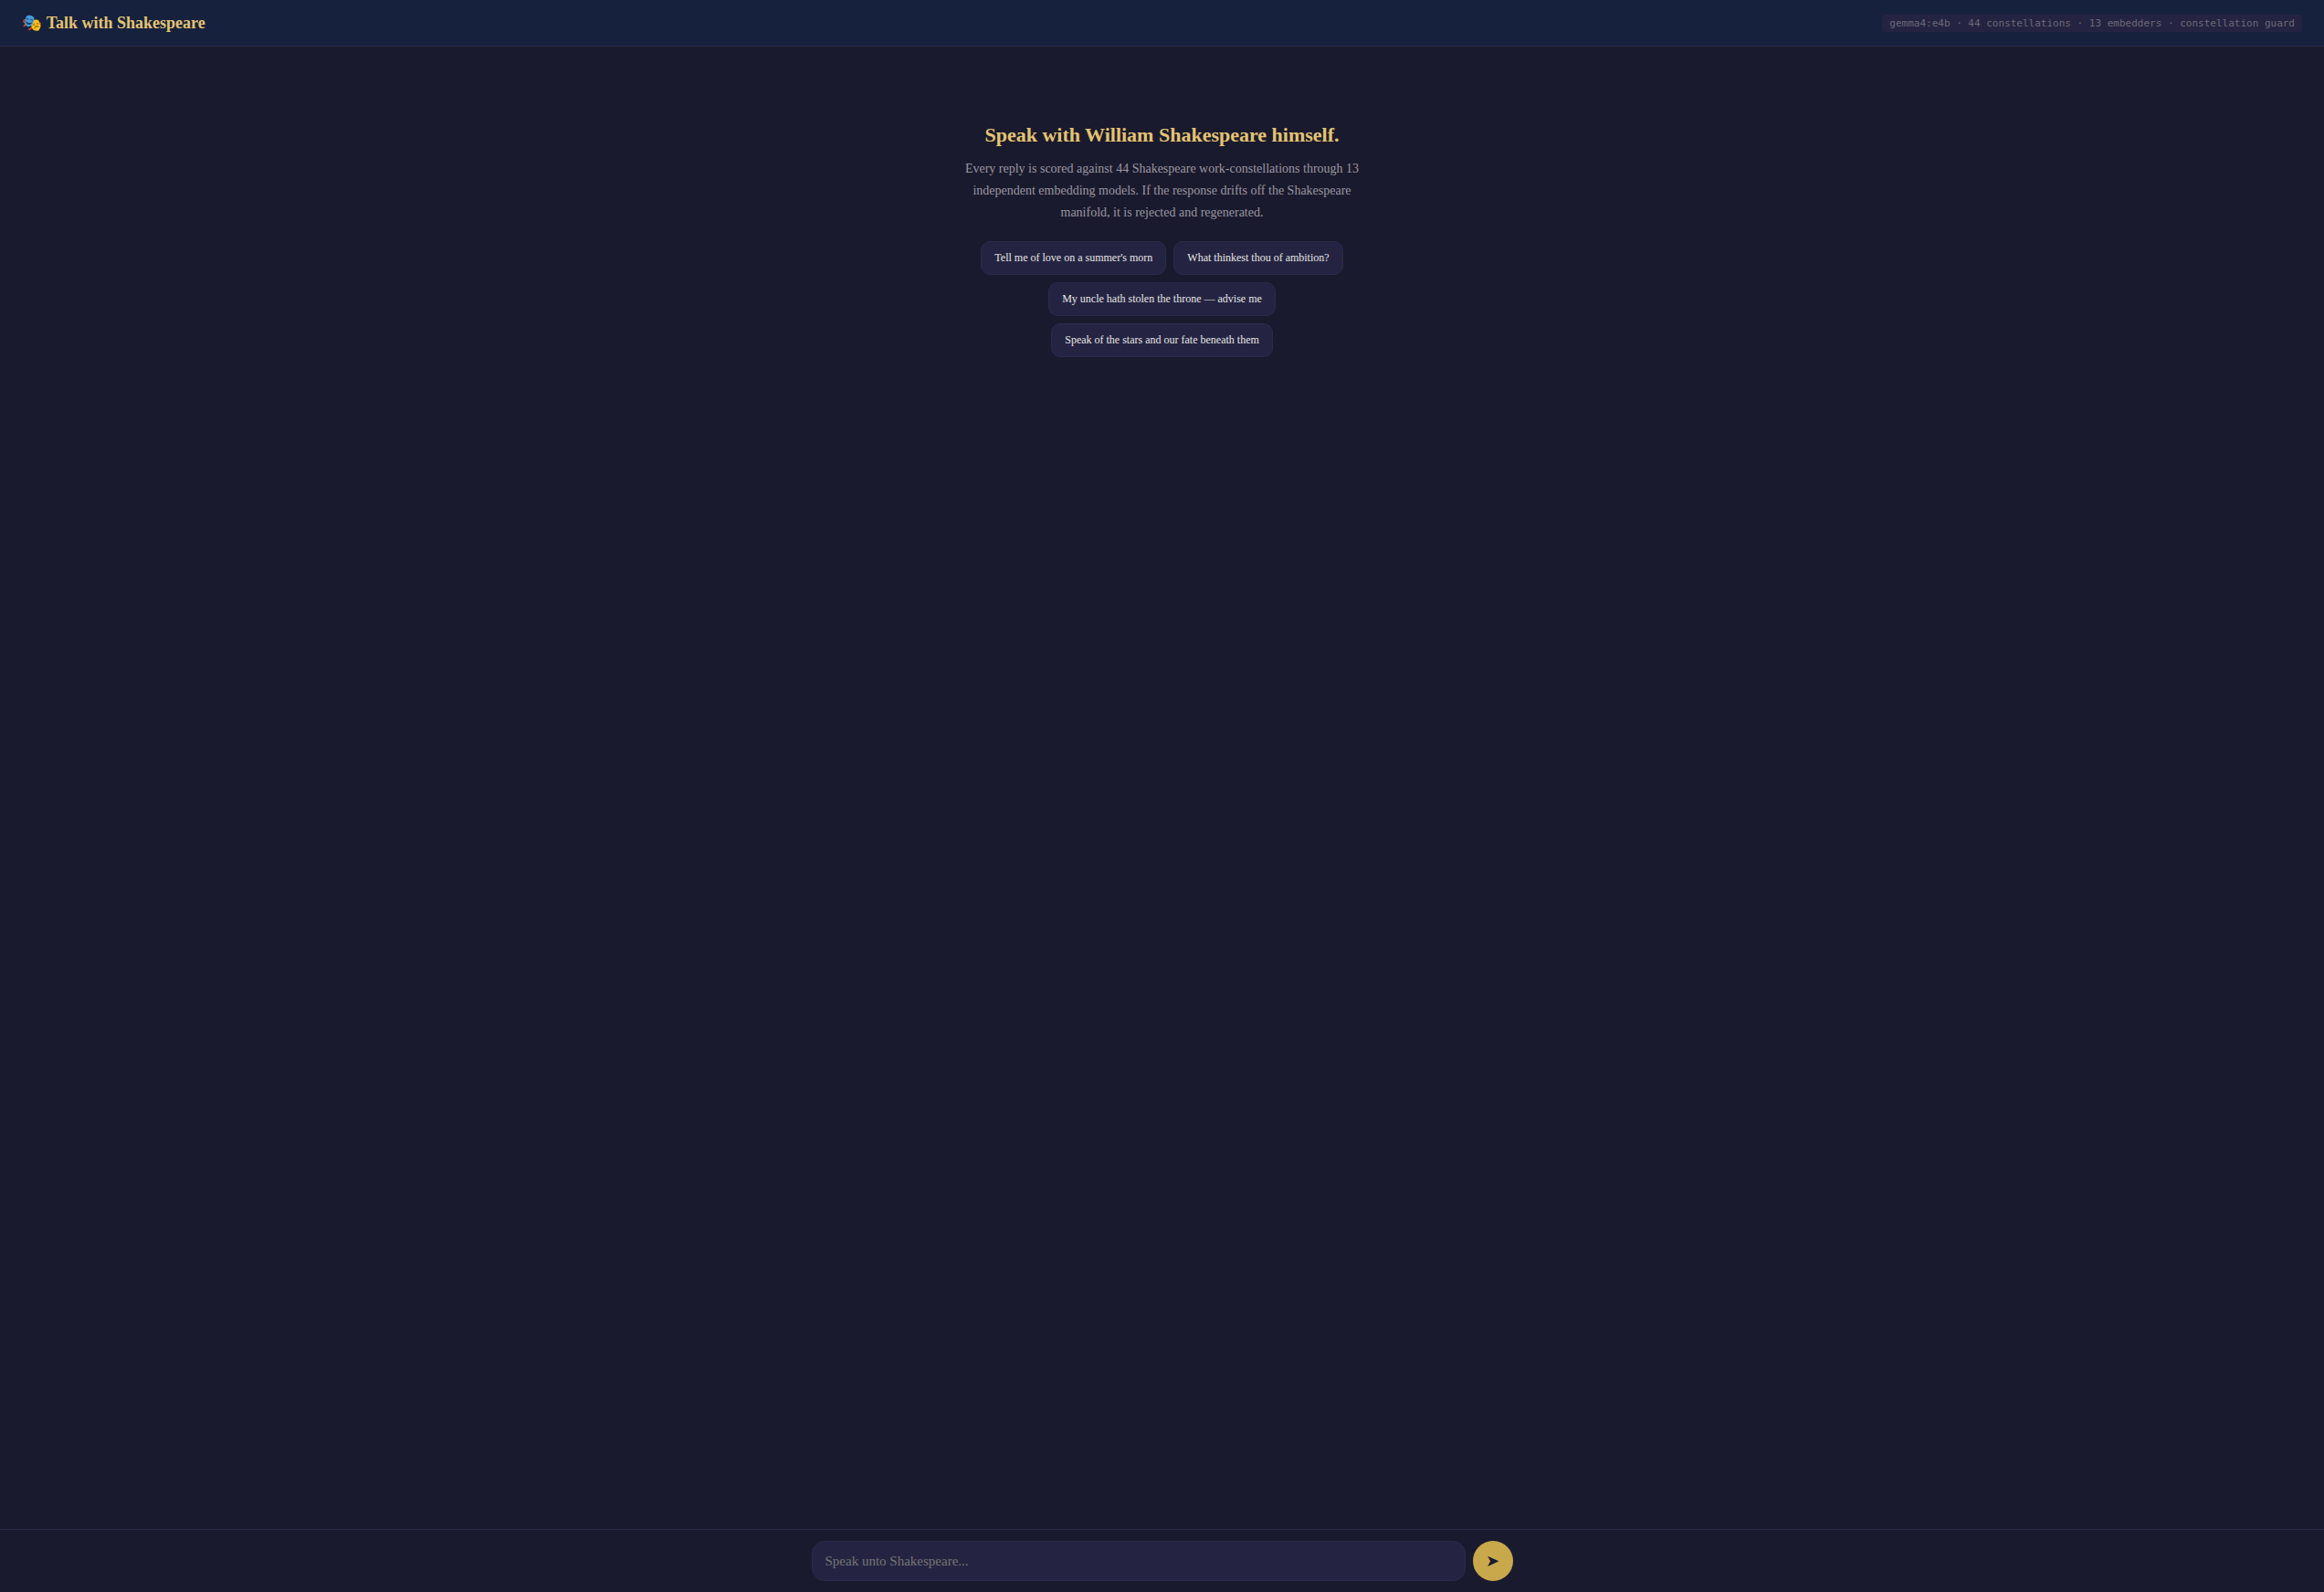 🎭 Talk with Shakespeare
gemma4:e4b · 44 constellations · 13 embedders · constellation guard
Speak with William Shakespeare himself.
Every reply is scored against 44 Shakespeare work-constellations through 13
independent embedding models. If the response drifts off the Shakespeare
manifold, it is rejected and regenerated.
Tell me of love on a summer's morn
What thinkest thou of ambition?
My uncle hath stolen the throne — advise me
Speak of the stars and our fate beneath them
Speak unto Shakespeare...